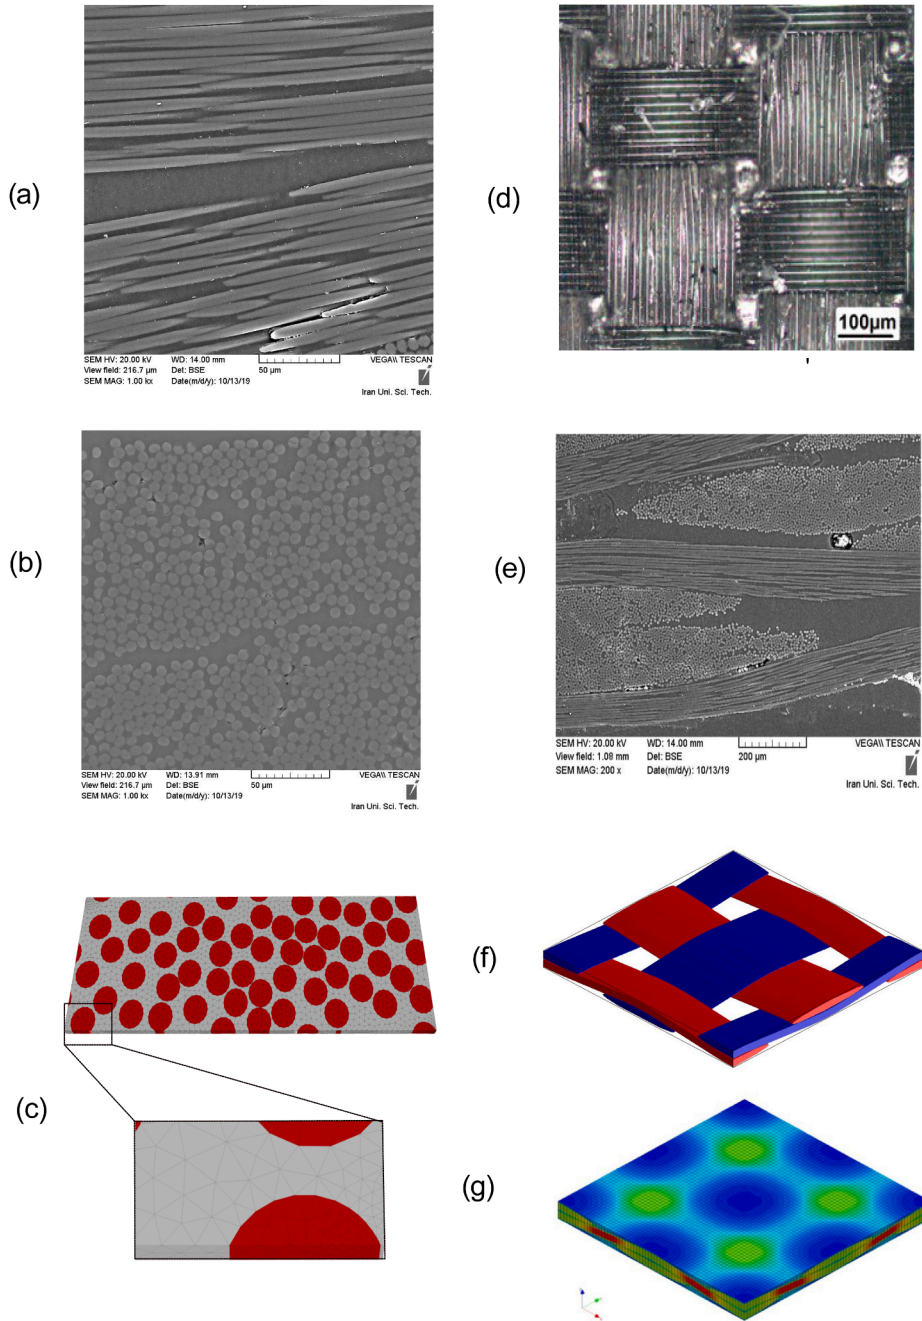 (a)
SEM HV: 20.00 kV WD: 14.00 mm VEGA\\ TESCAN
View field: 216.7 µm Det: BSE 50 µm
SEM MAG: 1.00 kx Date(m/d/y): 10/13/19
Iran Uni. Sci. Tech.
(d)
100µm
(b)
SEM HV: 20.00 kV WD: 13.91 mm VEGA\\ TESCAN
View field: 216.7 µm Det: BSE 50 µm
SEM MAG: 1.00 kx Date(m/d/y): 10/13/19
Iran Uni. Sci. Tech.
(e)
SEM HV: 20.00 kV WD: 14.00 mm VEGA\\ TESCAN
View field: 1.08 mm Det: BSE 200 µm
SEM MAG: 200 x Date(m/d/y): 10/13/19
Iran Uni. Sci. Tech.
(c)
(f)
(g)